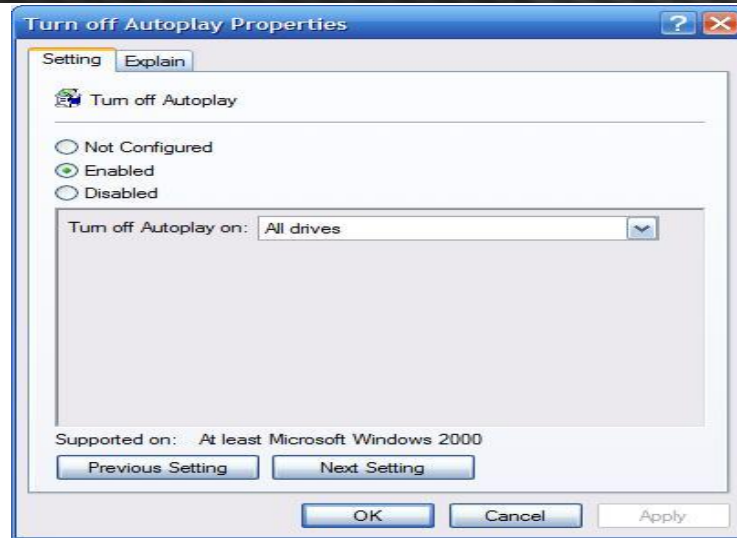 Turn off Autoplay Properties
Setting Explain
Turn off Autoplay
Not Configured
Enabled
Disabled
Turn off Autoplay on: All drives
Supported on: At least Microsoft Windows 2000
Previous Setting Next Setting
OK Cancel Apply